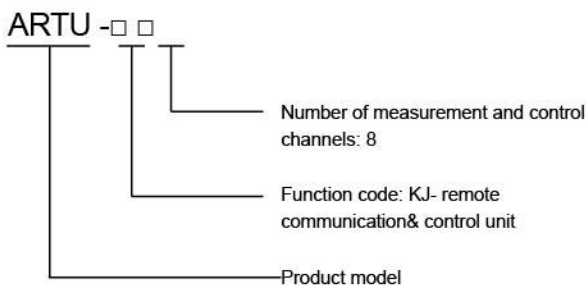 ARTU -□ □
Number of measurement and control
channels: 8
Function code: KJ- remote
communication& control unit
Product model